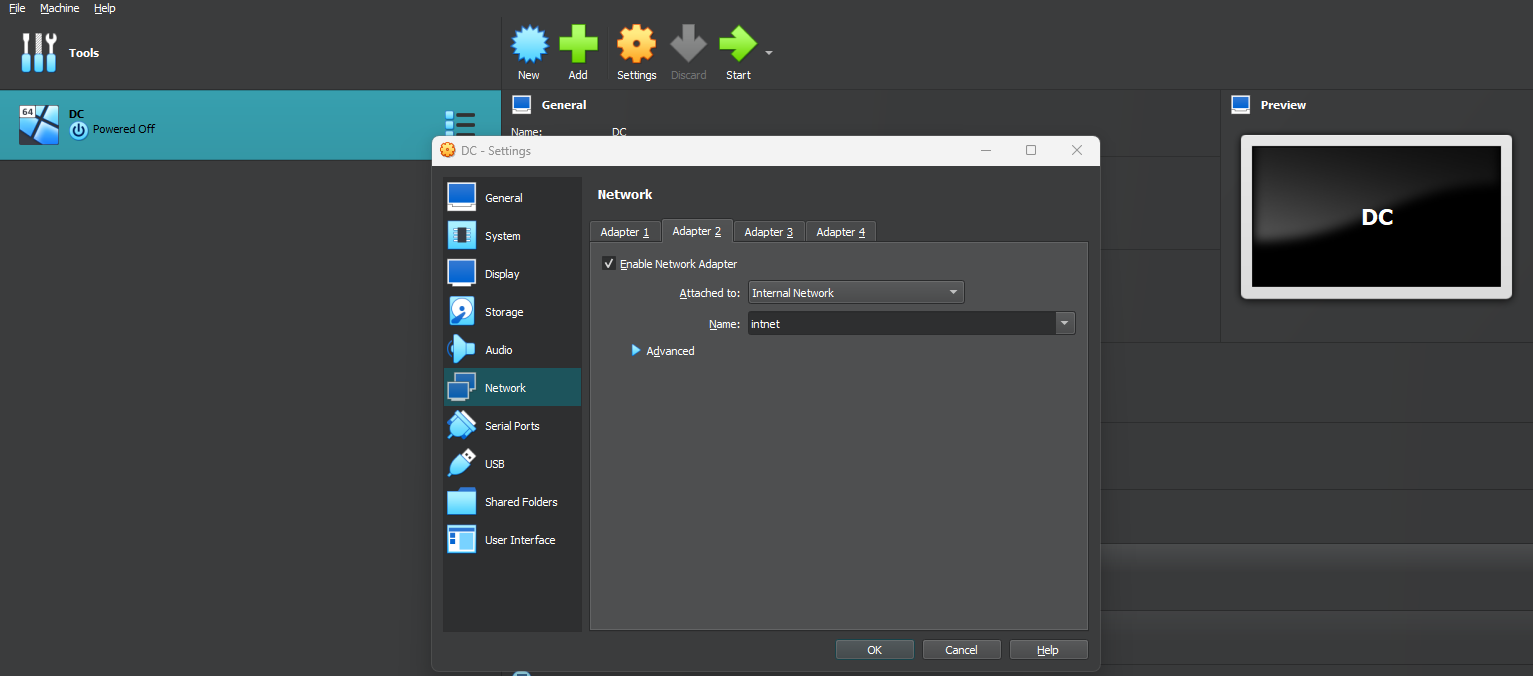 File Machine Help
Tools
New Add Settings Discard Start
64
DC
Powered Off
General
Name: DC
Preview
DC
DC - Settings
General
System
Display
Storage
Audio
Network
Serial Ports
USB
Shared Folders
User Interface
Network
Adapter 1 Adapter 2 Adapter 3 Adapter 4
Enable Network Adapter
Attached to: Internal Network
Name: intnet
Advanced
OK Cancel Help